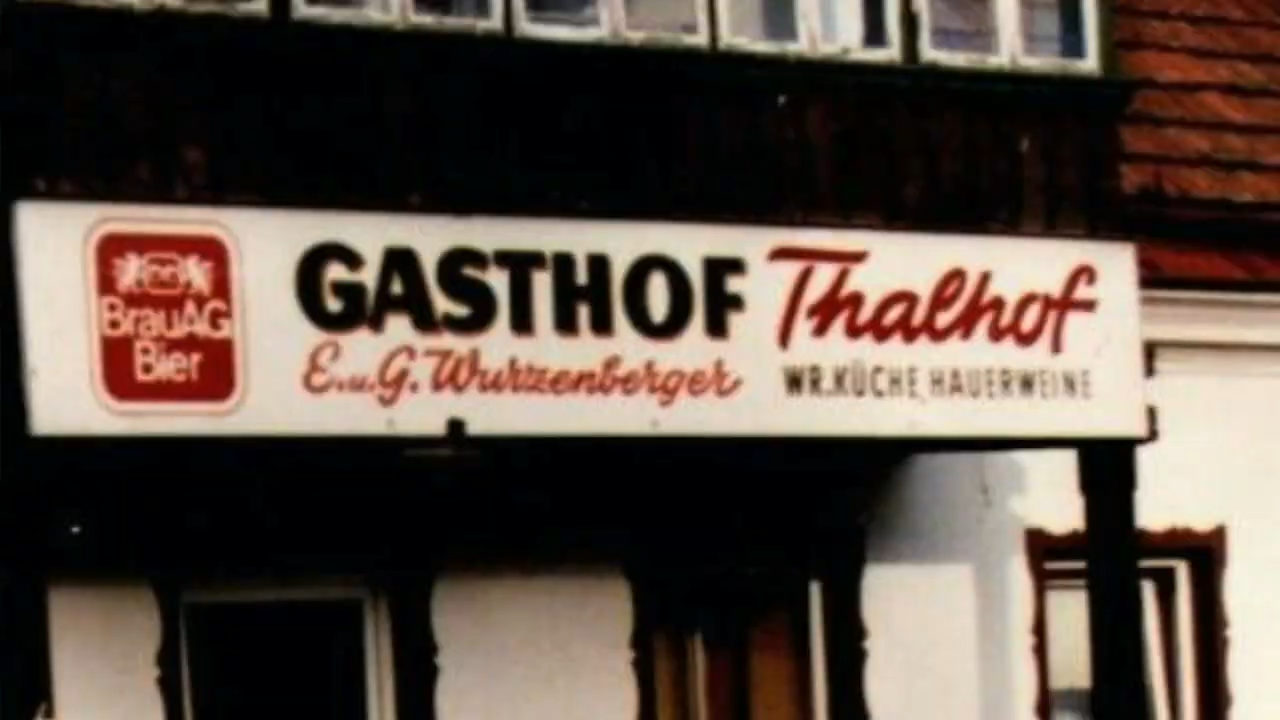 BrauAG
Bier
GASTHOF Thalhof
E.u.G. Wurzenberger
WR.KÜCHE, HAUERWEINE